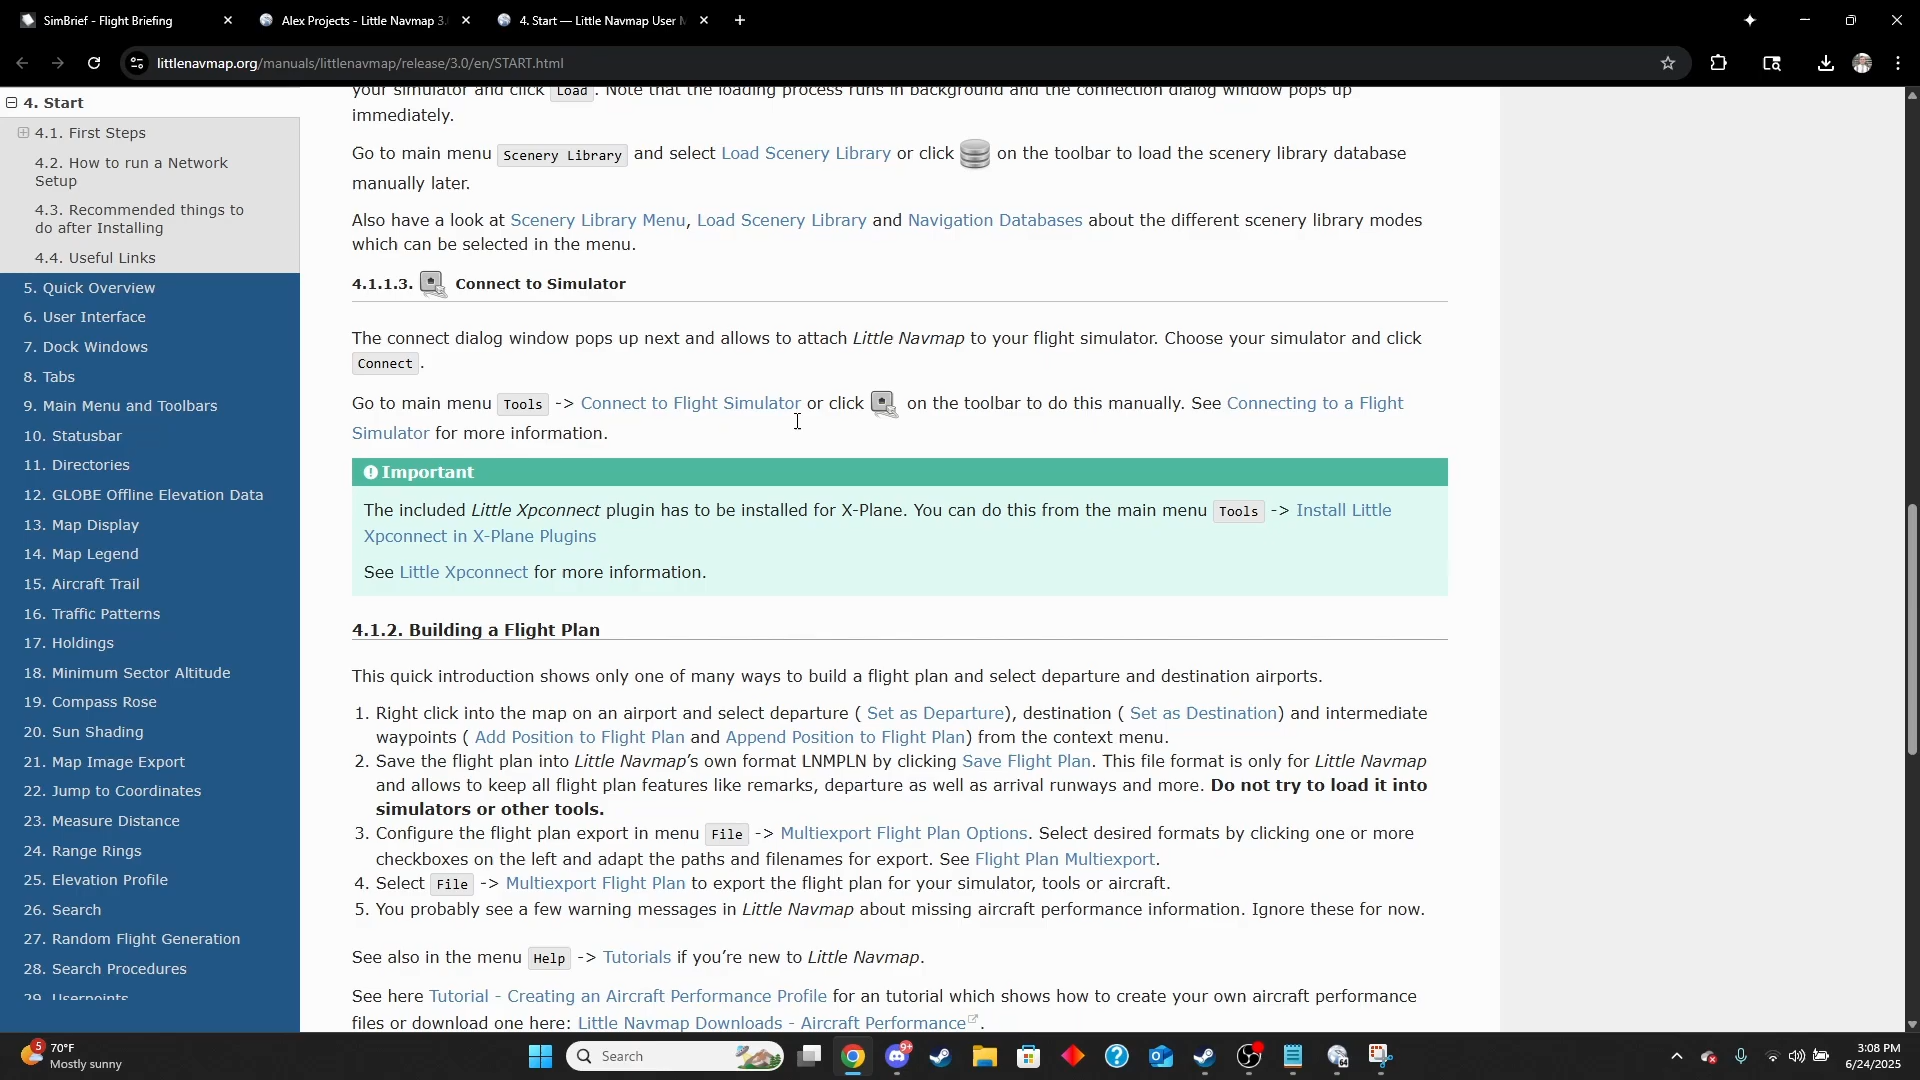 SimBrief - Flight Briefing
Alex Projects - Little Navmap 3.
4. Start — Little Navmap User
littlenavmap.org/manuals/littlenavmap/release/3.0/en/START.html
4. Start
4.1. First Steps
4.2. How to run a Network
Setup
4.3. Recommended things to
do after Installing
4.4. Useful Links
5. Quick Overview
6. User Interface
7. Dock Windows
8. Tabs
9. Main Menu and Toolbars
10. Statusbar
11. Directories
12. GLOBE Offline Elevation Data
13. Map Display
14. Map Legend
15. Aircraft Trail
16. Traffic Patterns
17. Holdings
18. Minimum Sector Altitude
19. Compass Rose
20. Sun Shading
21. Map Image Export
22. Jump to Coordinates
23. Measure Distance
24. Range Rings
25. Elevation Profile
26. Search
27. Random Flight Generation
28. Search Procedures
29. Userpoints
your simulator and click Load. Note that the loading process runs in background and the connection dialog window pops up
immediately.
Go to main menu Scenery Library and select Load Scenery Library or click on the toolbar to load the scenery library database
manually later.
Also have a look at Scenery Library Menu, Load Scenery Library and Navigation Databases about the different scenery library modes
which can be selected in the menu.
4.1.1.3. Connect to Simulator
The connect dialog window pops up next and allows to attach Little Navmap to your flight simulator. Choose your simulator and click
Connect.
Go to main menu Tools -> Connect to Flight Simulator or click on the toolbar to do this manually. See Connecting to a Flight
Simulator for more information.
Important
The included Little Xpconnect plugin has to be installed for X-Plane. You can do this from the main menu Tools -> Install Little
Xpconnect in X-Plane Plugins
See Little Xpconnect for more information.
4.1.2. Building a Flight Plan
This quick introduction shows only one of many ways to build a flight plan and select departure and destination airports.
1. Right click into the map on an airport and select departure ( Set as Departure), destination ( Set as Destination) and intermediate
waypoints ( Add Position to Flight Plan and Append Position to Flight Plan) from the context menu.
2. Save the flight plan into Little Navmap’s own format LNMPLN by clicking Save Flight Plan. This file format is only for Little Navmap
and allows to keep all flight plan features like remarks, departure as well as arrival runways and more. Do not try to load it into
simulators or other tools.
3. Configure the flight plan export in menu File -> Multiexport Flight Plan Options. Select desired formats by clicking one or more
checkboxes on the left and adapt the paths and filenames for export. See Flight Plan Multiexport.
4. Select File -> Multiexport Flight Plan to export the flight plan for your simulator, tools or aircraft.
5. You probably see a few warning messages in Little Navmap about missing aircraft performance information. Ignore these for now.
See also in the menu Help -> Tutorials if you’re new to Little Navmap.
See here Tutorial - Creating an Aircraft Performance Profile for an tutorial which shows how to create your own aircraft performance
files or download one here: Little Navmap Downloads - Aircraft Performance.
5
70°F
Mostly sunny
Search
9+
64
3:08 PM
6/24/2025